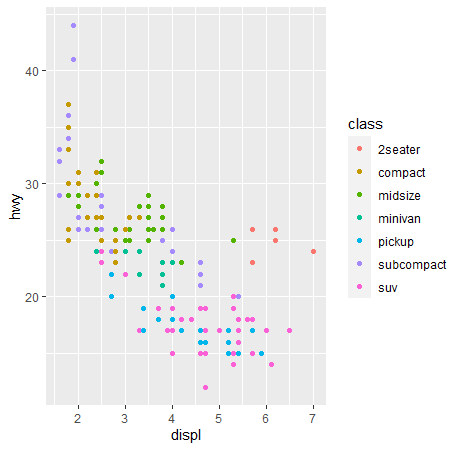 class
2seater
compact
midsize
minivan
pickup
subcompact
suv
hwy
40
30
20
2 3 4 5 6 7
displ